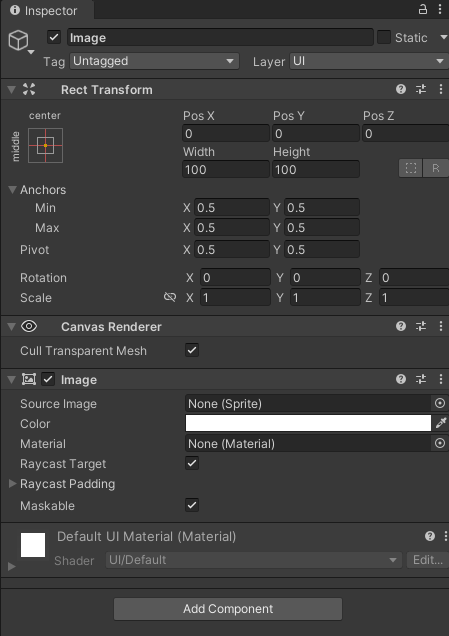 Inspector
Image Static
Tag Untagged Layer UI
Rect Transform
center
middle
Pos X Pos Y Pos Z
0 0 0
Width Height
100 100 R
Anchors
Min X 0.5 Y 0.5
Max X 0.5 Y 0.5
Pivot X 0.5 Y 0.5
Rotation X 0 Y 0 Z 0
Scale X 1 Y 1 Z 1
Canvas Renderer
Cull Transparent Mesh
Image
Source Image None (Sprite)
Color
Material None (Material)
Raycast Target
Raycast Padding
Maskable
Default UI Material (Material)
Shader UI/Default Edit...
Add Component